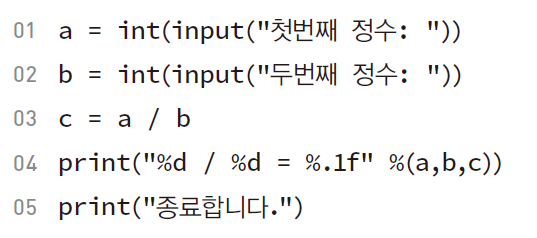 01 a = int(input("첫번째 정수: "))
02 b = int(input("두번째 정수: "))
03 c = a / b
04 print("%d / %d = %.1f" %(a,b,c))
05 print("종료합니다.")